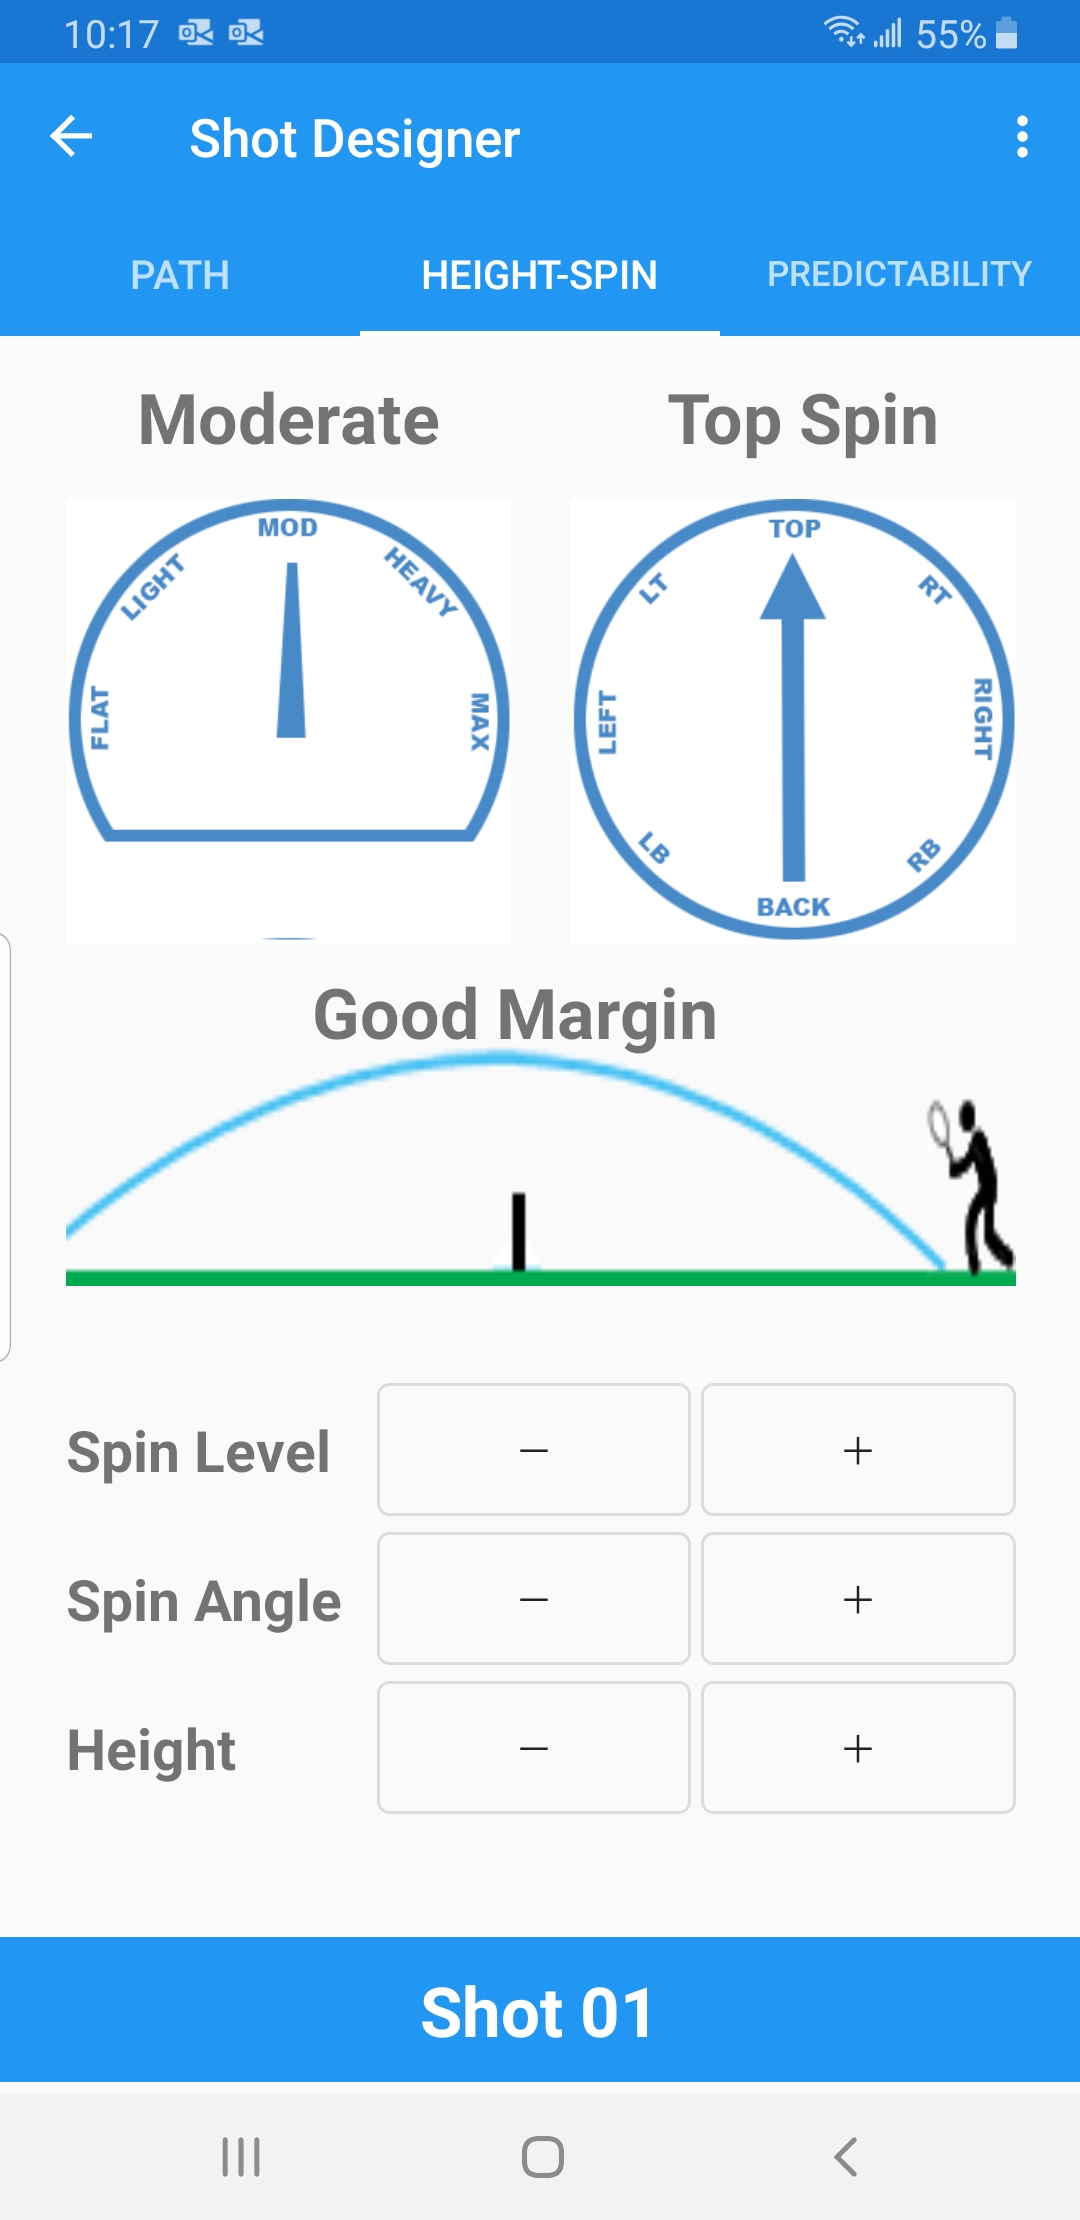 10:17 55%
Shot Designer
PATH HEIGHT-SPIN PREDICTABILITY
Moderate Top Spin
FLAT LIGHT MOD HEAVY MAX
TOP RT RIGHT RB BACK LB LEFT LT
Good Margin
Spin Level − +
Spin Angle − +
Height − +
Shot 01